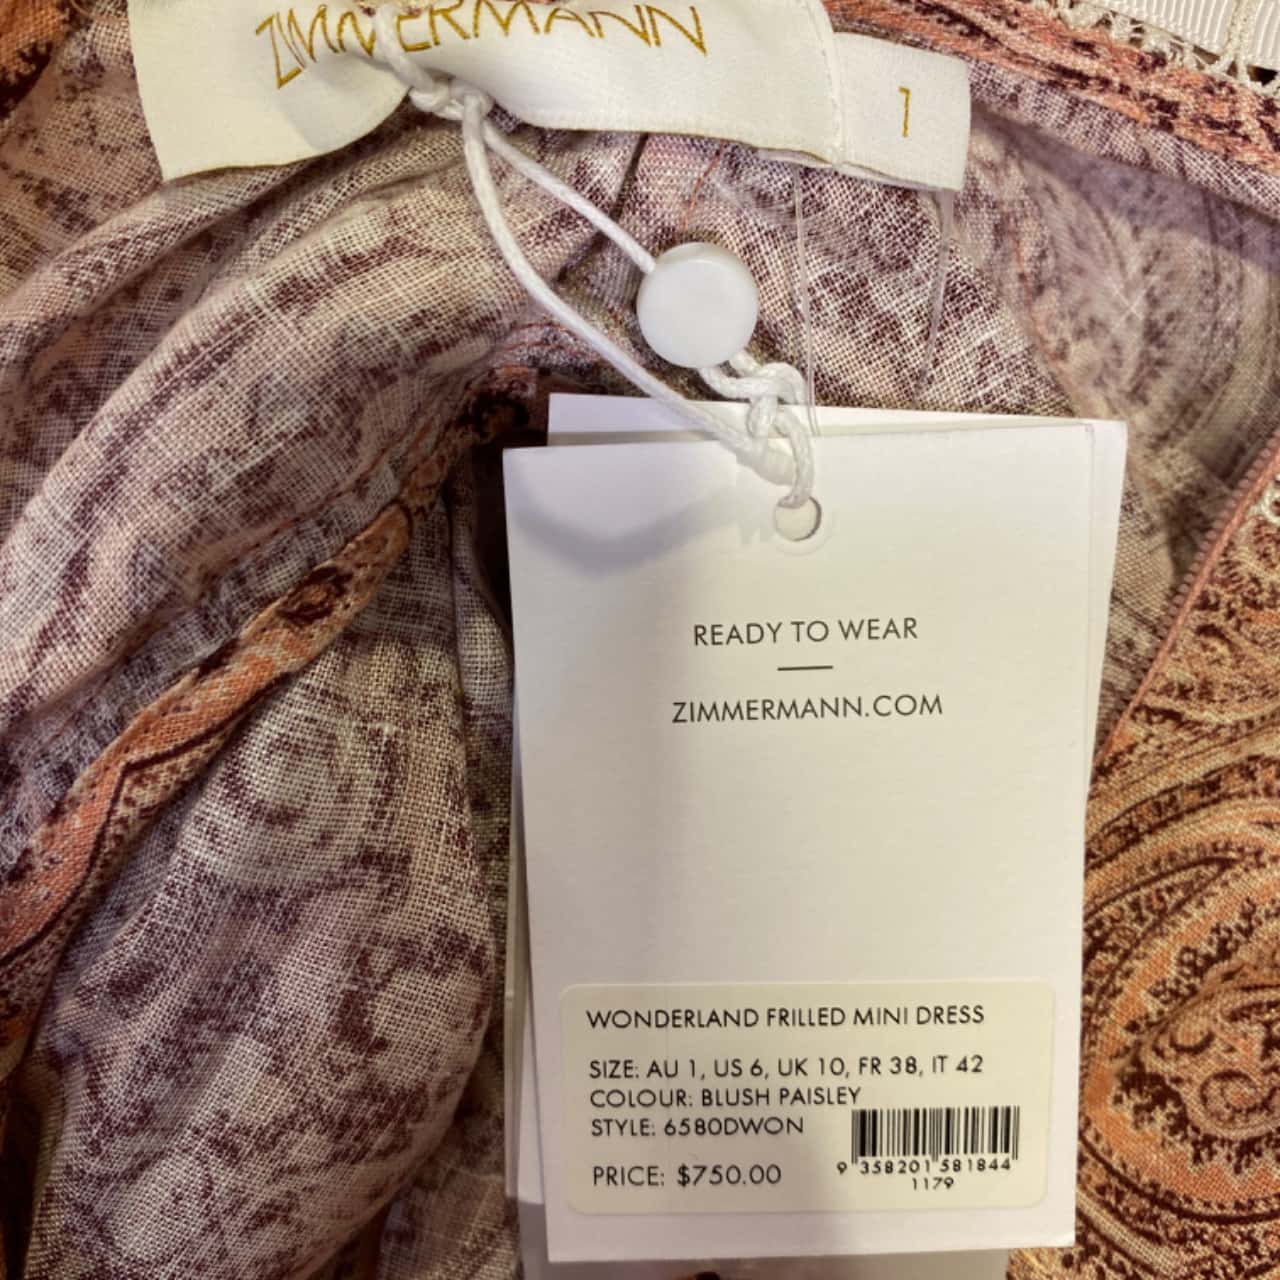 ZIMMERMANN
1
READY TO WEAR
ZIMMERMANN.COM
WONDERLAND FRILLED MINI DRESS
SIZE: AU 1, US 6, UK 10, FR 38, IT 42
COLOUR: BLUSH PAISLEY
STYLE: 6580DWON
PRICE: $750.00
9 358201 581844
1179